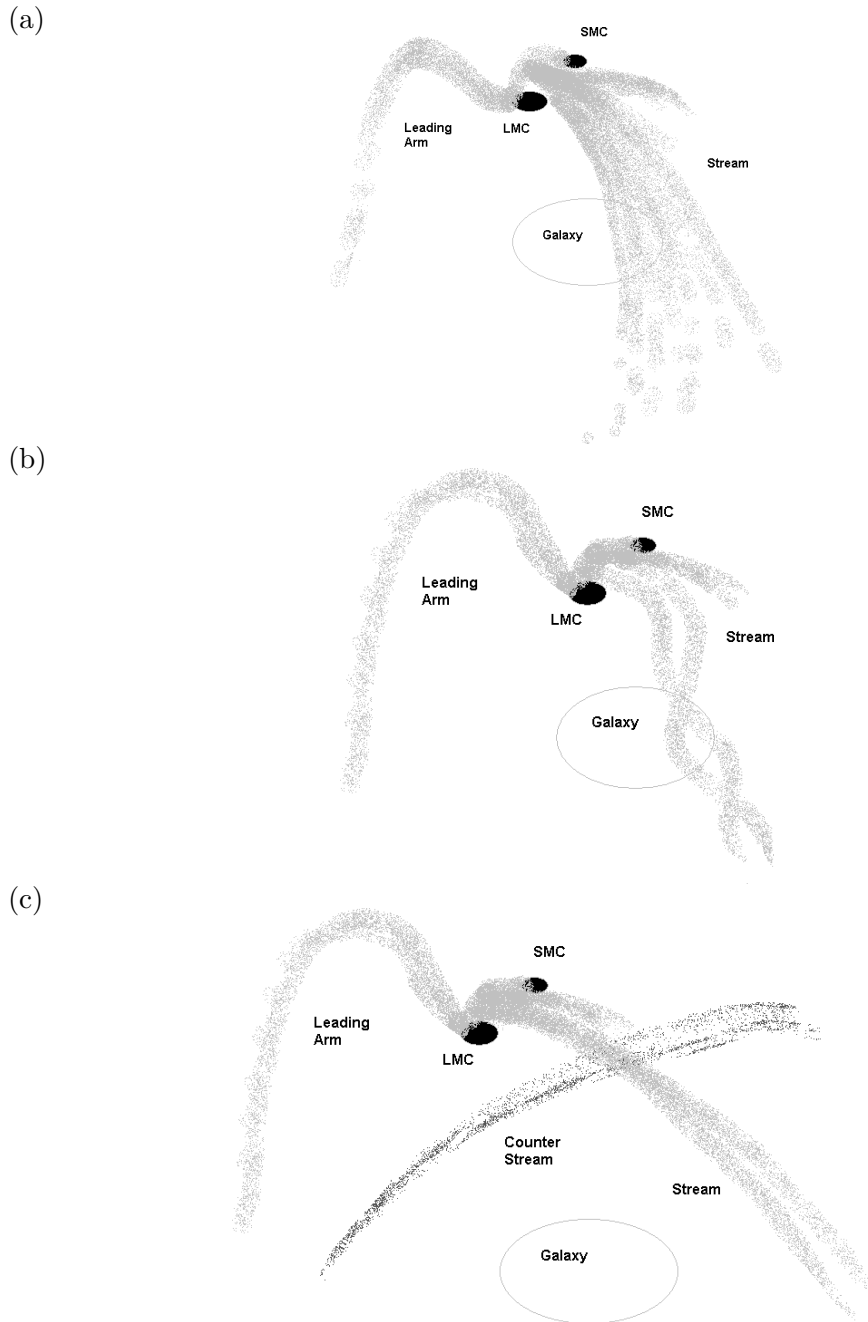 (a)
SMC
Leading
Arm
LMC
Stream
Galaxy
(b)
SMC
Leading
Arm
LMC
Stream
Galaxy
(c)
SMC
Leading
Arm
LMC
Counter
Stream
Stream
Galaxy